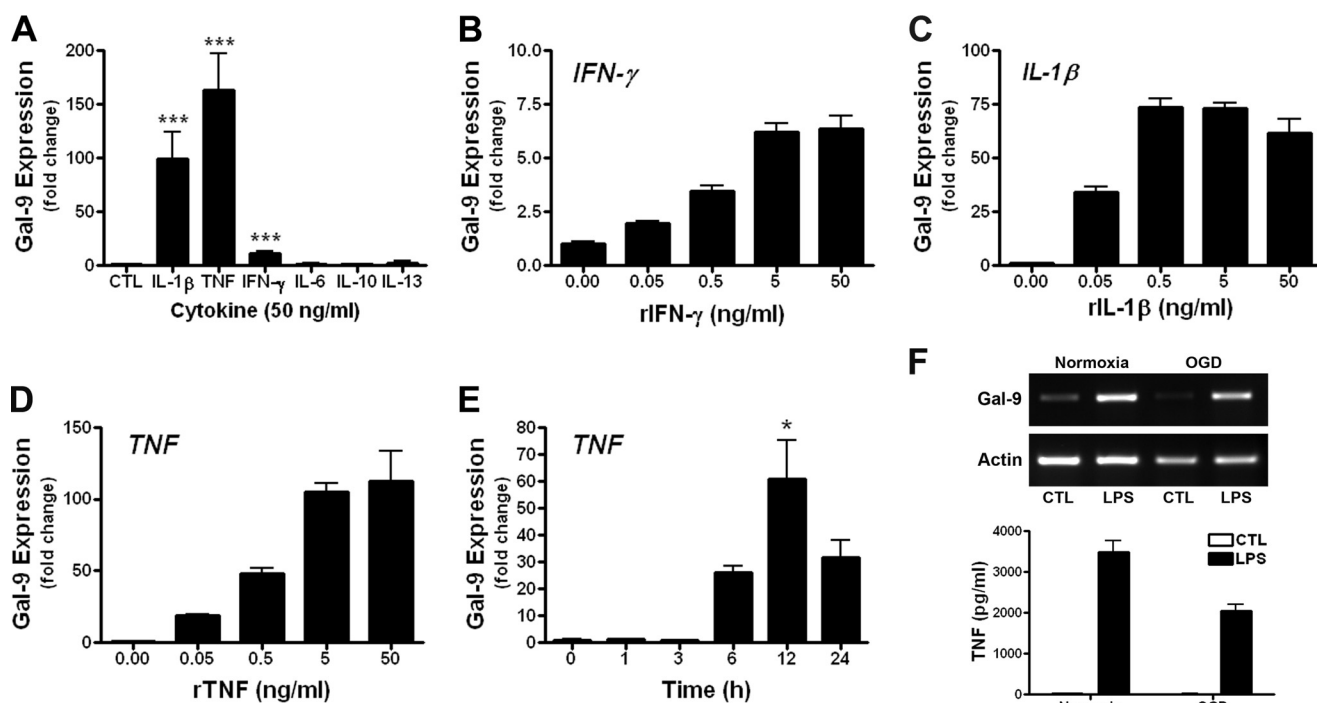 A
Gal-9 Expression
(fold change)
200
150
100
50
0
***
***
***
CTL IL-1β TNF IFN-γ IL-6 IL-10 IL-13
Cytokine (50 ng/ml)
B
Gal-9 Expression
(fold change)
10.0
7.5
5.0
2.5
0.0
IFN-γ
0.00 0.05 0.5 5 50
rIFN-γ (ng/ml)
C
Gal-9 Expression
(fold change)
100
75
50
25
0
IL-1β
0.00 0.05 0.5 5 50
rIL-1β (ng/ml)
D
Gal-9 Expression
(fold change)
150
100
50
0
TNF
0.00 0.05 0.5 5 50
rTNF (ng/ml)
E
Gal-9 Expression
(fold change)
80
70
60
50
40
30
20
10
0
TNF
*
0 1 3 6 12 24
Time (h)
F
Normoxia OGD
Gal-9
Actin
CTL LPS CTL LPS
TNF (pg/ml)
4000
3000
2000
1000
0
CTL
LPS